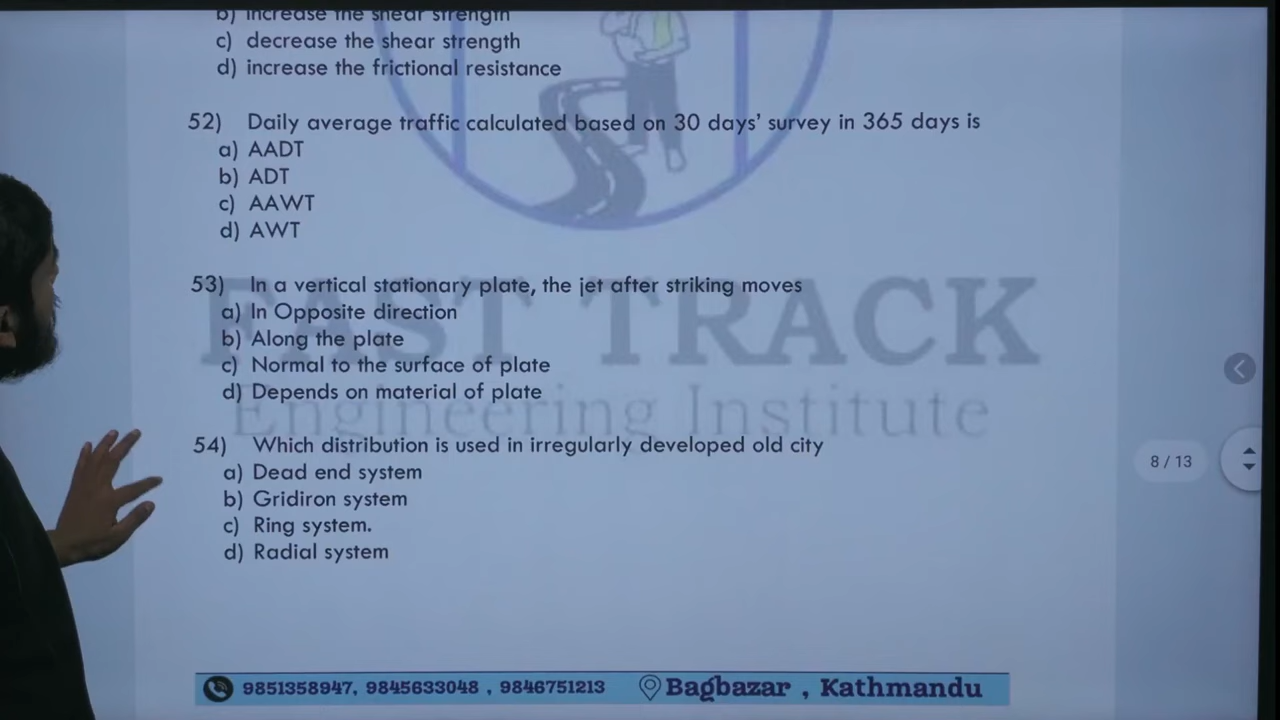 b) increase the shear strength
c) decrease the shear strength
d) increase the frictional resistance
52) Daily average traffic calculated based on 30 days’ survey in 365 days is
a) AADT
b) ADT
c) AAWT
d) AWT
53) In a vertical stationary plate, the jet after striking moves
a) In Opposite direction
b) Along the plate
c) Normal to the surface of plate
d) Depends on material of plate
FAST TRACK
Engineering Institute
54) Which distribution is used in irregularly developed old city
a) Dead end system
b) Gridiron system
c) Ring system.
d) Radial system
8 / 13
9851358947, 9845633048 , 9846751213 Bagbazar , Kathmandu